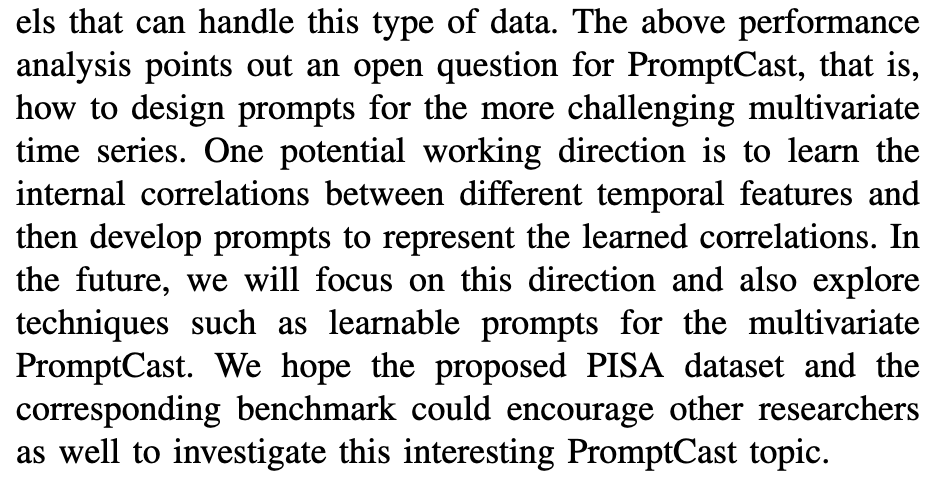 els that can handle this type of data. The above performance
analysis points out an open question for PromptCast, that is,
how to design prompts for the more challenging multivariate
time series. One potential working direction is to learn the
internal correlations between different temporal features and
then develop prompts to represent the learned correlations. In
the future, we will focus on this direction and also explore
techniques such as learnable prompts for the multivariate
PromptCast. We hope the proposed PISA dataset and the
corresponding benchmark could encourage other researchers
as well to investigate this interesting PromptCast topic.